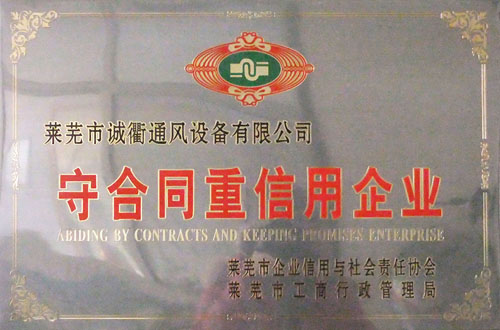 莱芜市诚衢通风设备有限公司
守合同重信用企业
ABIDING BY CONTRACTS AND KEEPING PROMISES ENTERPRISE
莱芜市企业信用与社会责任协会
莱芜市工商行政管理局